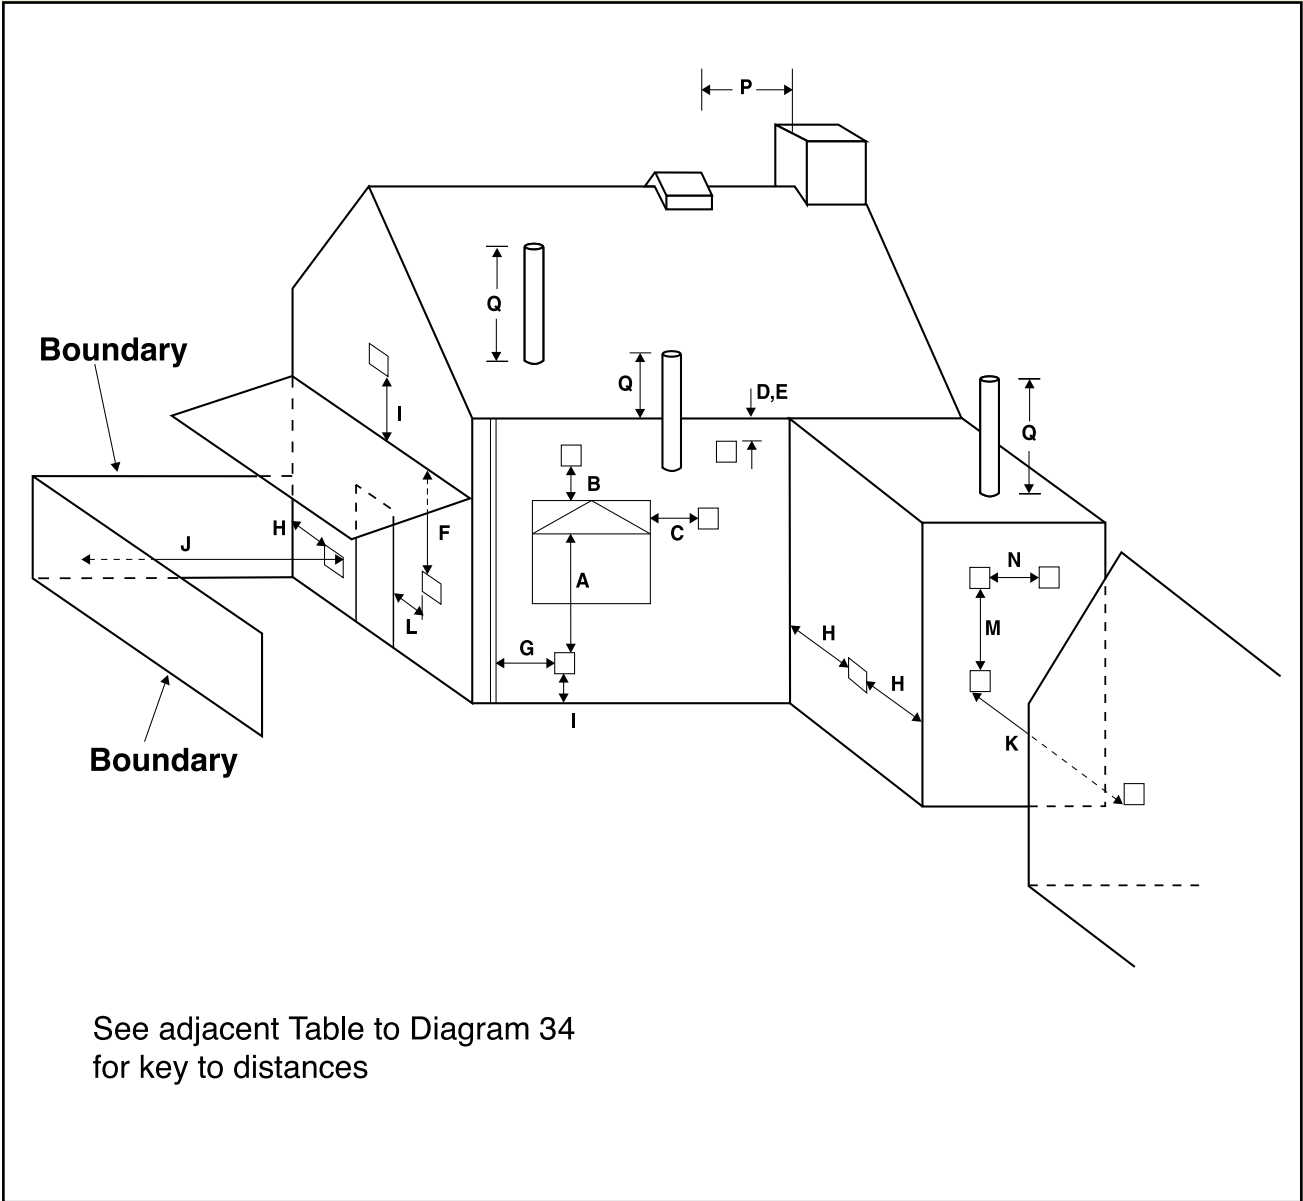 P
Q
Boundary
I
Q
D,E
Q
B
C
H
F
J
A
N
L
M
G
H
H
I
K
Boundary
See adjacent Table to Diagram 34
for key to distances